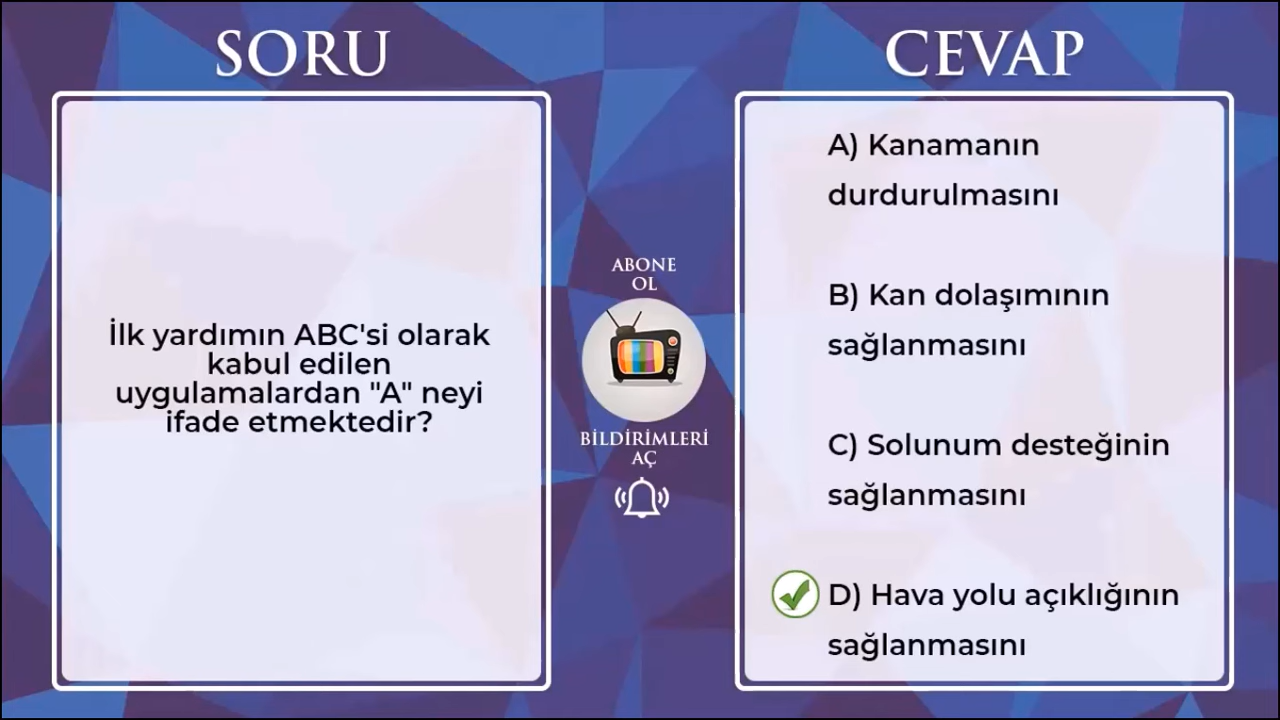 SORU
İlk yardımın ABC'si olarak
kabul edilen
uygulamalardan "A" neyi
ifade etmektedir?
ABONE
OL
BİLDİRİMLERİ
AÇ
CEVAP
A) Kanamanın
durdurulmasını
B) Kan dolaşımının
sağlanmasını
C) Solunum desteğinin
sağlanmasını
D) Hava yolu açıklığının
sağlanmasını